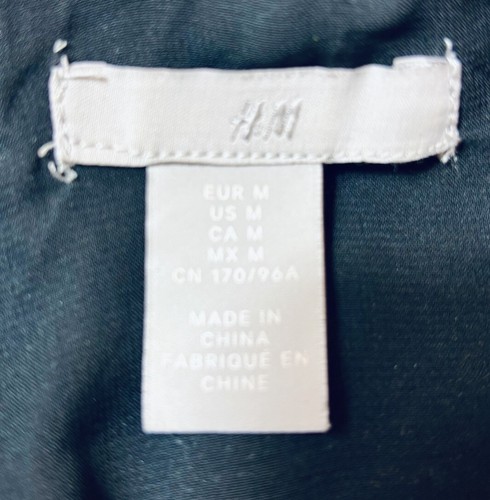 H&M
EUR M
US M
CA M
MX M
CN 170/96A
MADE IN
CHINA
FABRIQUE EN
CHINE